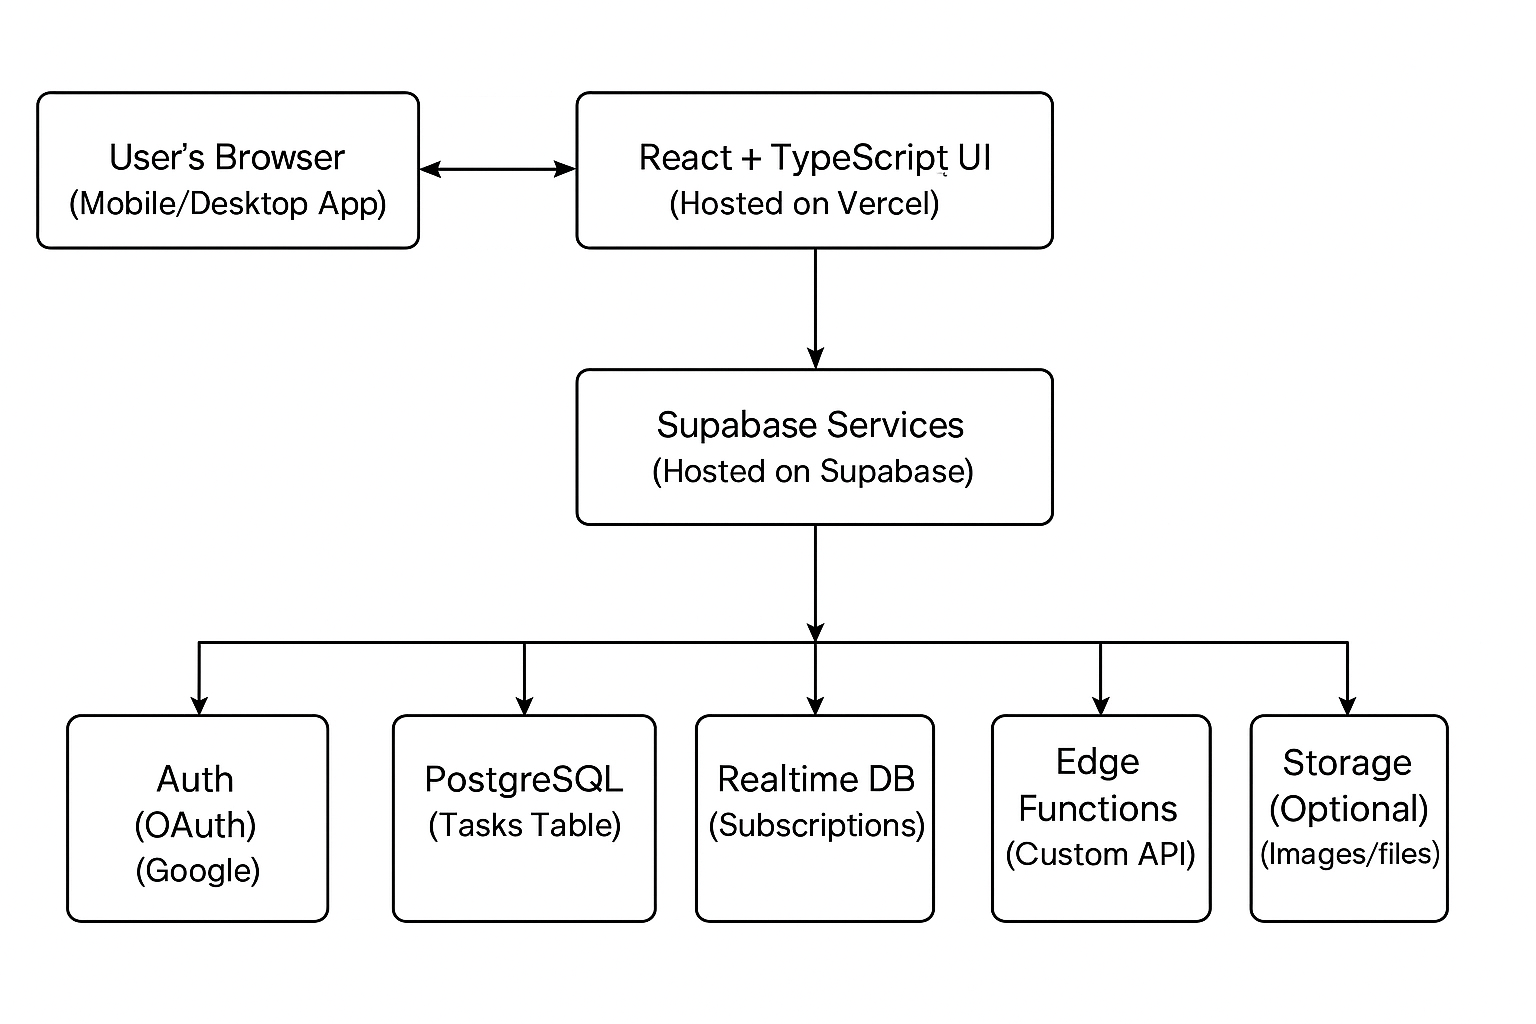 User’s Browser
(Mobile/Desktop App)
React + TypeScript UI
(Hosted on Vercel)
Supabase Services
(Hosted on Supabase)
Auth
(OAuth)
(Google)
PostgreSQL
(Tasks Table)
Realtime DB
(Subscriptions)
Edge
Functions
(Custom API)
Storage
(Optional)
(Images/files)